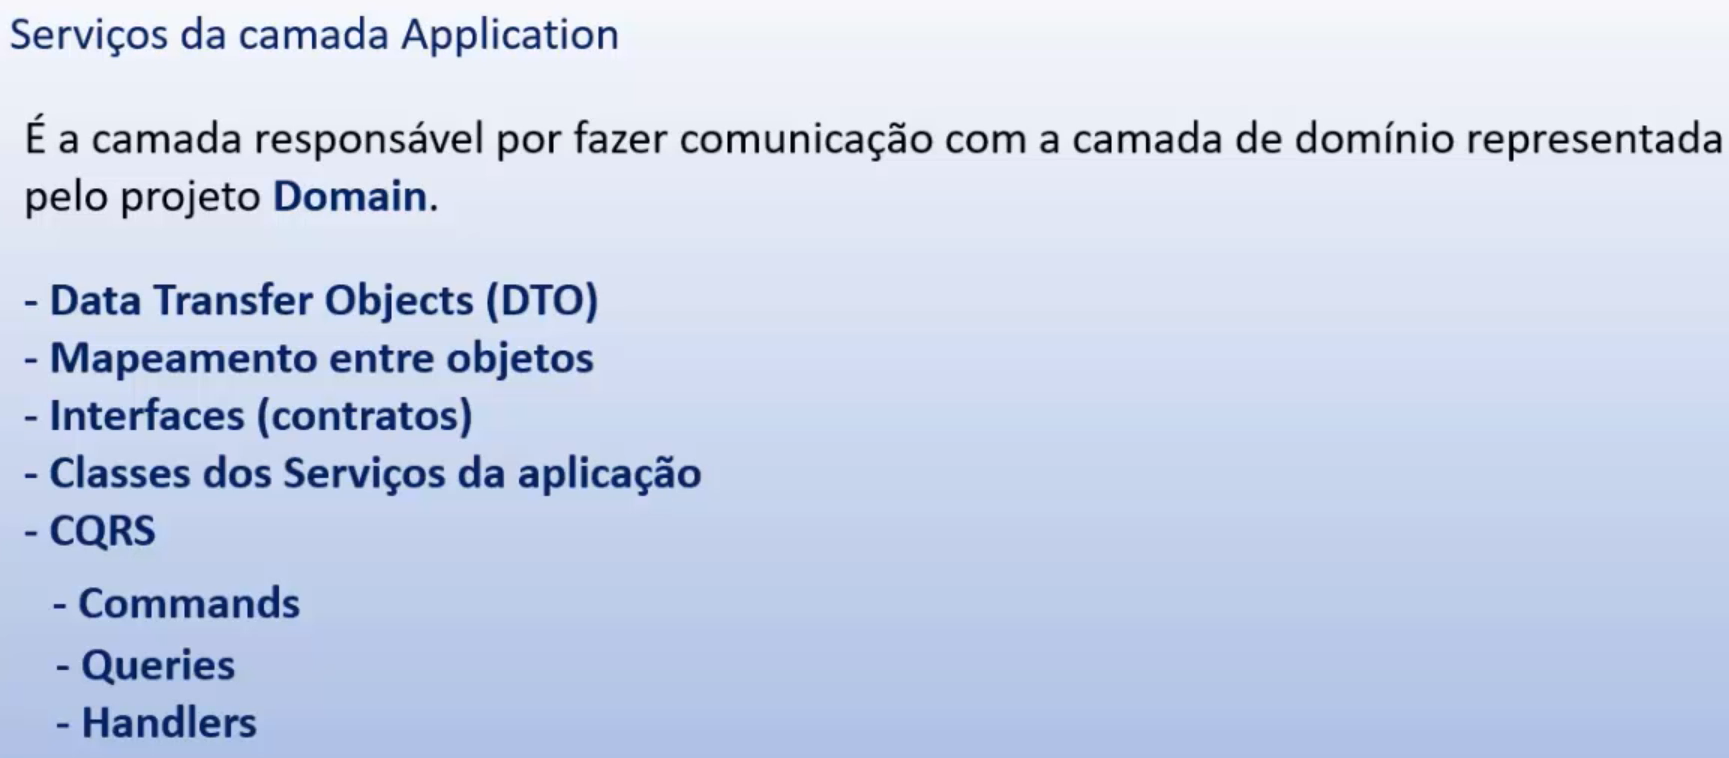 Serviços da camada Application
É a camada responsável por fazer comunicação com a camada de domínio representada
pelo projeto Domain.
- Data Transfer Objects (DTO)
- Mapeamento entre objetos
- Interfaces (contratos)
- Classes dos Serviços da aplicação
- CQRS
- Commands
- Queries
- Handlers